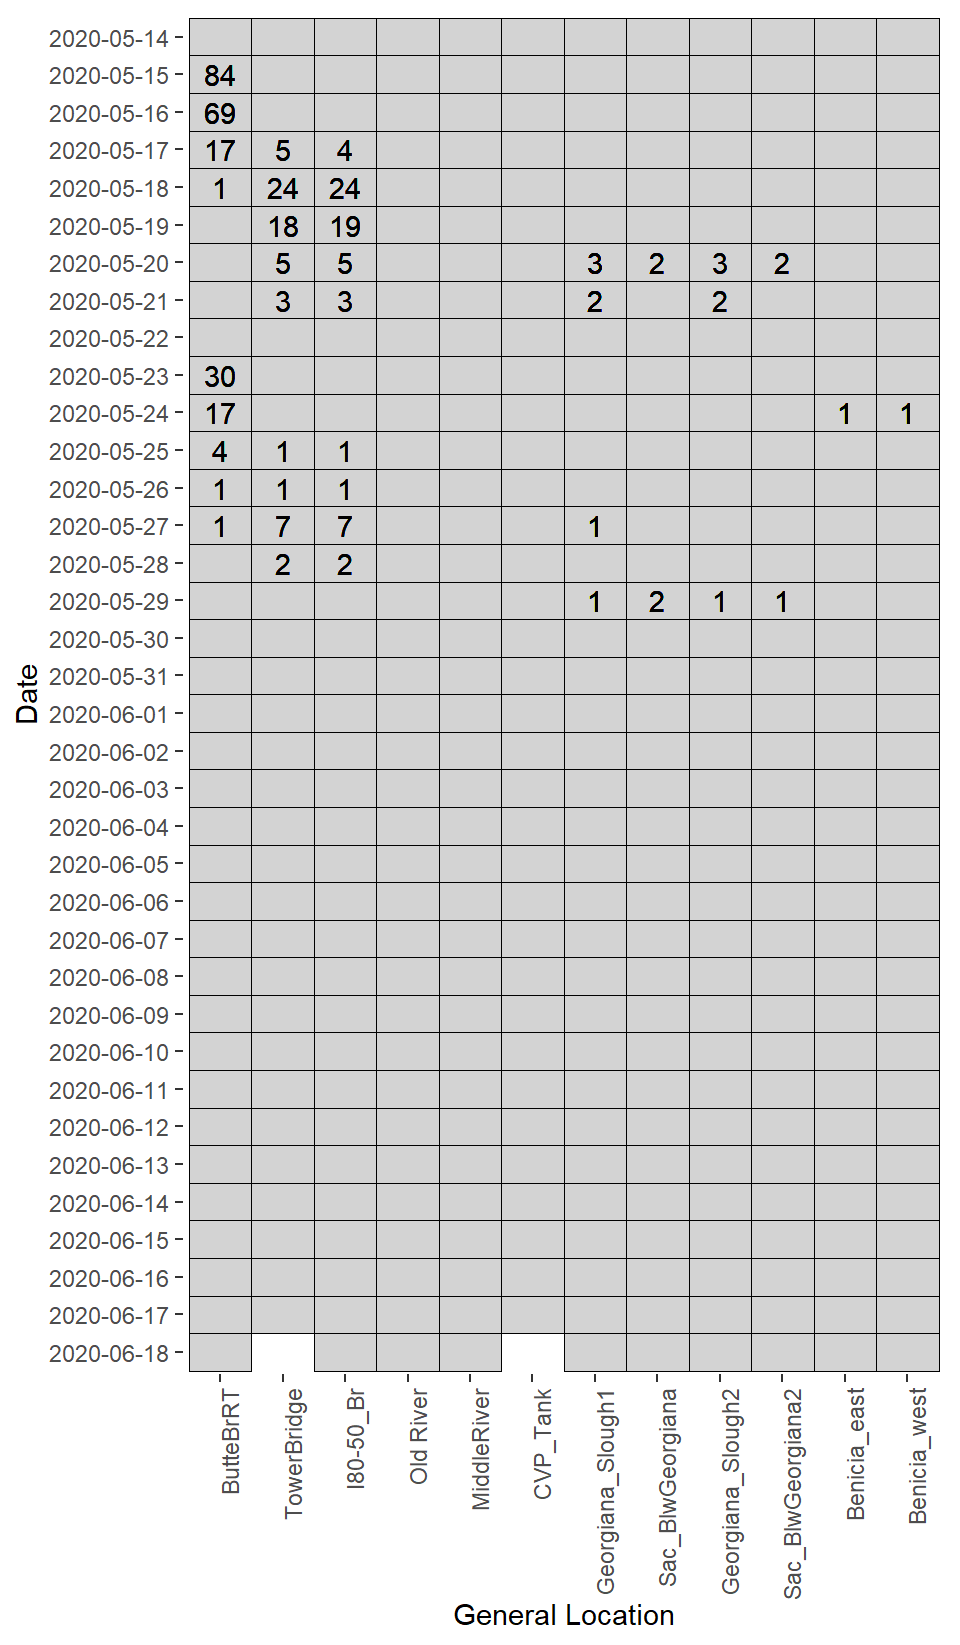 2020-05-14
2020-05-15 84
2020-05-16 69
2020-05-17 17 5 4
2020-05-18 1 24 24
2020-05-19 18 19
2020-05-20 5 5 3 2 3 2
2020-05-21 3 3 2 2
2020-05-22
2020-05-23 30
2020-05-24 17 1 1
2020-05-25 4 1 1
2020-05-26 1 1 1
2020-05-27 1 7 7 1
2020-05-28 2 2
2020-05-29 1 2 1 1
2020-05-30
2020-05-31
2020-06-01
2020-06-02
2020-06-03
2020-06-04
2020-06-05
2020-06-06
2020-06-07
2020-06-08
2020-06-09
2020-06-10
2020-06-11
2020-06-12
2020-06-13
2020-06-14
2020-06-15
2020-06-16
2020-06-17
2020-06-18
Date
ButteBrRT
TowerBridge
I80-50_Br
Old River
MiddleRiver
CVP_Tank
Georgiana_Slough1
Sac_BlwGeorgiana
Georgiana_Slough2
Sac_BlwGeorgiana2
Benicia_east
Benicia_west
General Location